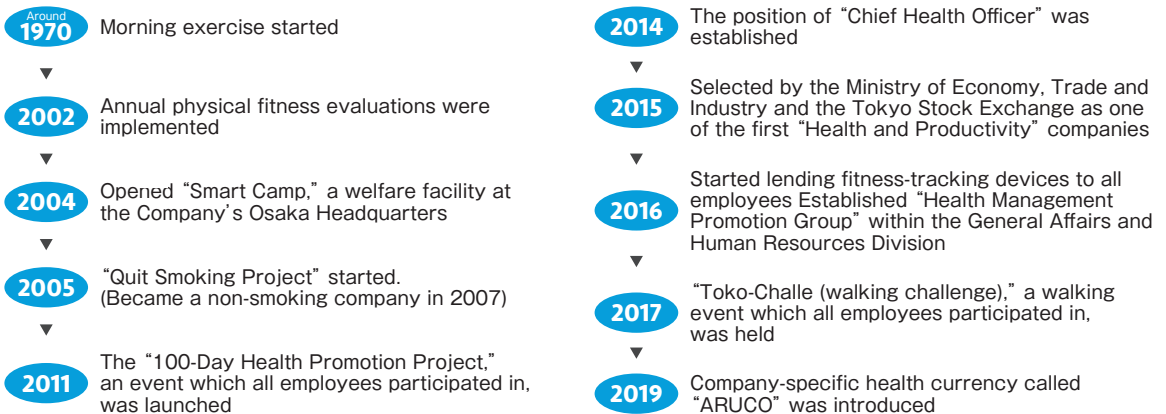 Around
1970
Morning exercise started
2002
Annual physical fitness evaluations were
implemented
2004
Opened “Smart Camp,” a welfare facility at
the Company’s Osaka Headquarters
2005
“Quit Smoking Project” started.
(Became a non-smoking company in 2007)
2011
The “100-Day Health Promotion Project,”
an event which all employees participated in,
was launched
2014
The position of “Chief Health Officer” was
established
2015
Selected by the Ministry of Economy, Trade and
Industry and the Tokyo Stock Exchange as one
of the first “Health and Productivity” companies
2016
Started lending fitness-tracking devices to all
employees Established “Health Management
Promotion Group” within the General Affairs and
Human Resources Division
2017
“Toko-Challe (walking challenge),” a walking
event which all employees participated in,
was held
2019
Company-specific health currency called
“ARUCO” was introduced